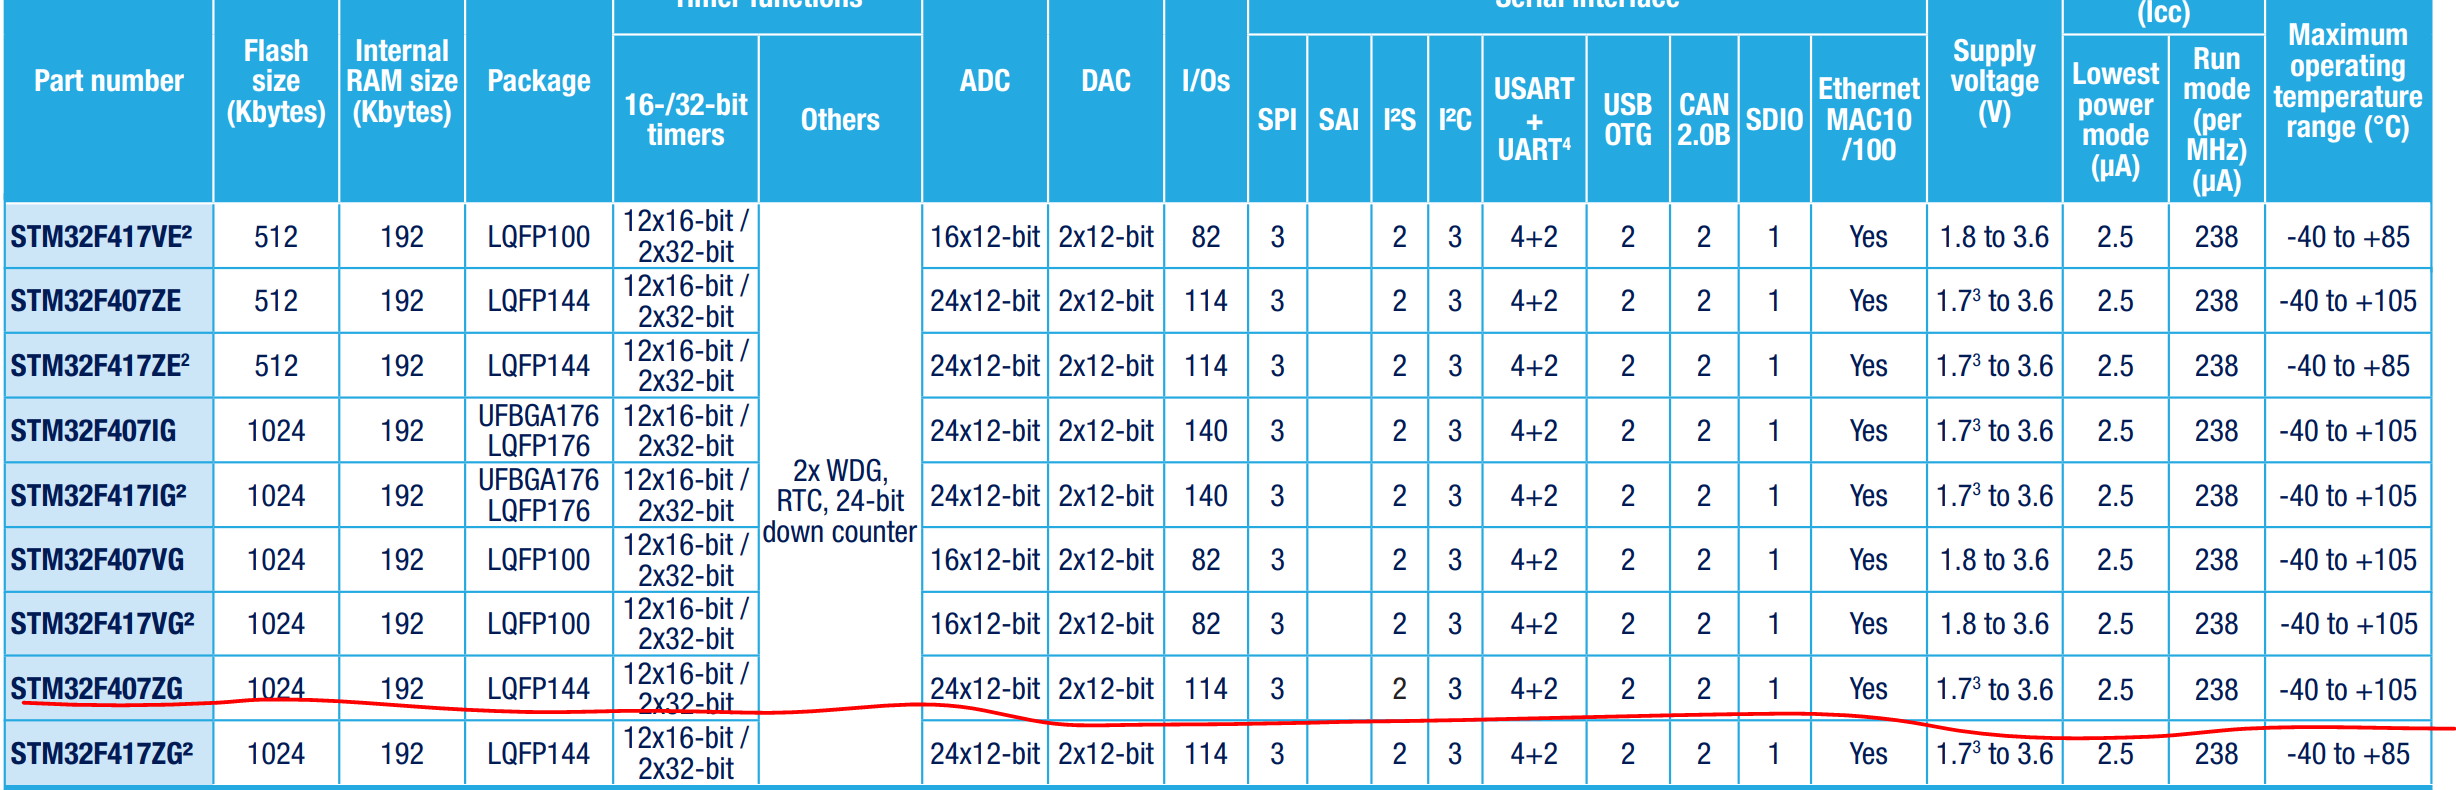 Timer functions
Serial interface
(Icc)
Part number
Flash size (Kbytes)
Internal RAM size (Kbytes)
Package
16-/32-bit timers
Others
ADC
DAC
I/Os
SPI
SAI
I²S
I²C
USART + UART⁴
USB OTG
CAN 2.0B
SDIO
Ethernet MAC10 /100
Supply voltage (V)
Lowest power mode (µA)
Run mode (per MHz) (µA)
Maximum operating temperature range (°C)
STM32F417VE² 512 192 LQFP100 12x16-bit / 2x32-bit 16x12-bit 2x12-bit 82 3 2 3 4+2 2 2 1 Yes 1.8 to 3.6 2.5 238 -40 to +85
STM32F407ZE 512 192 LQFP144 12x16-bit / 2x32-bit 24x12-bit 2x12-bit 114 3 2 3 4+2 2 2 1 Yes 1.7³ to 3.6 2.5 238 -40 to +105
STM32F417ZE² 512 192 LQFP144 12x16-bit / 2x32-bit 24x12-bit 2x12-bit 114 3 2 3 4+2 2 2 1 Yes 1.7³ to 3.6 2.5 238 -40 to +85
STM32F407IG 1024 192 UFBGA176 LQFP176 12x16-bit / 2x32-bit 24x12-bit 2x12-bit 140 3 2 3 4+2 2 2 1 Yes 1.7³ to 3.6 2.5 238 -40 to +105
STM32F417IG² 1024 192 UFBGA176 LQFP176 12x16-bit / 2x32-bit 24x12-bit 2x12-bit 140 3 2 3 4+2 2 2 1 Yes 1.7³ to 3.6 2.5 238 -40 to +105
2x WDG,
RTC, 24-bit
down counter
STM32F407VG 1024 192 LQFP100 12x16-bit / 2x32-bit 16x12-bit 2x12-bit 82 3 2 3 4+2 2 2 1 Yes 1.8 to 3.6 2.5 238 -40 to +105
STM32F417VG² 1024 192 LQFP100 12x16-bit / 2x32-bit 16x12-bit 2x12-bit 82 3 2 3 4+2 2 2 1 Yes 1.8 to 3.6 2.5 238 -40 to +105
STM32F407ZG 1024 192 LQFP144 12x16-bit / 2x32-bit 24x12-bit 2x12-bit 114 3 2 3 4+2 2 2 1 Yes 1.7³ to 3.6 2.5 238 -40 to +105
STM32F417ZG² 1024 192 LQFP144 12x16-bit / 2x32-bit 24x12-bit 2x12-bit 114 3 2 3 4+2 2 2 1 Yes 1.7³ to 3.6 2.5 238 -40 to +85